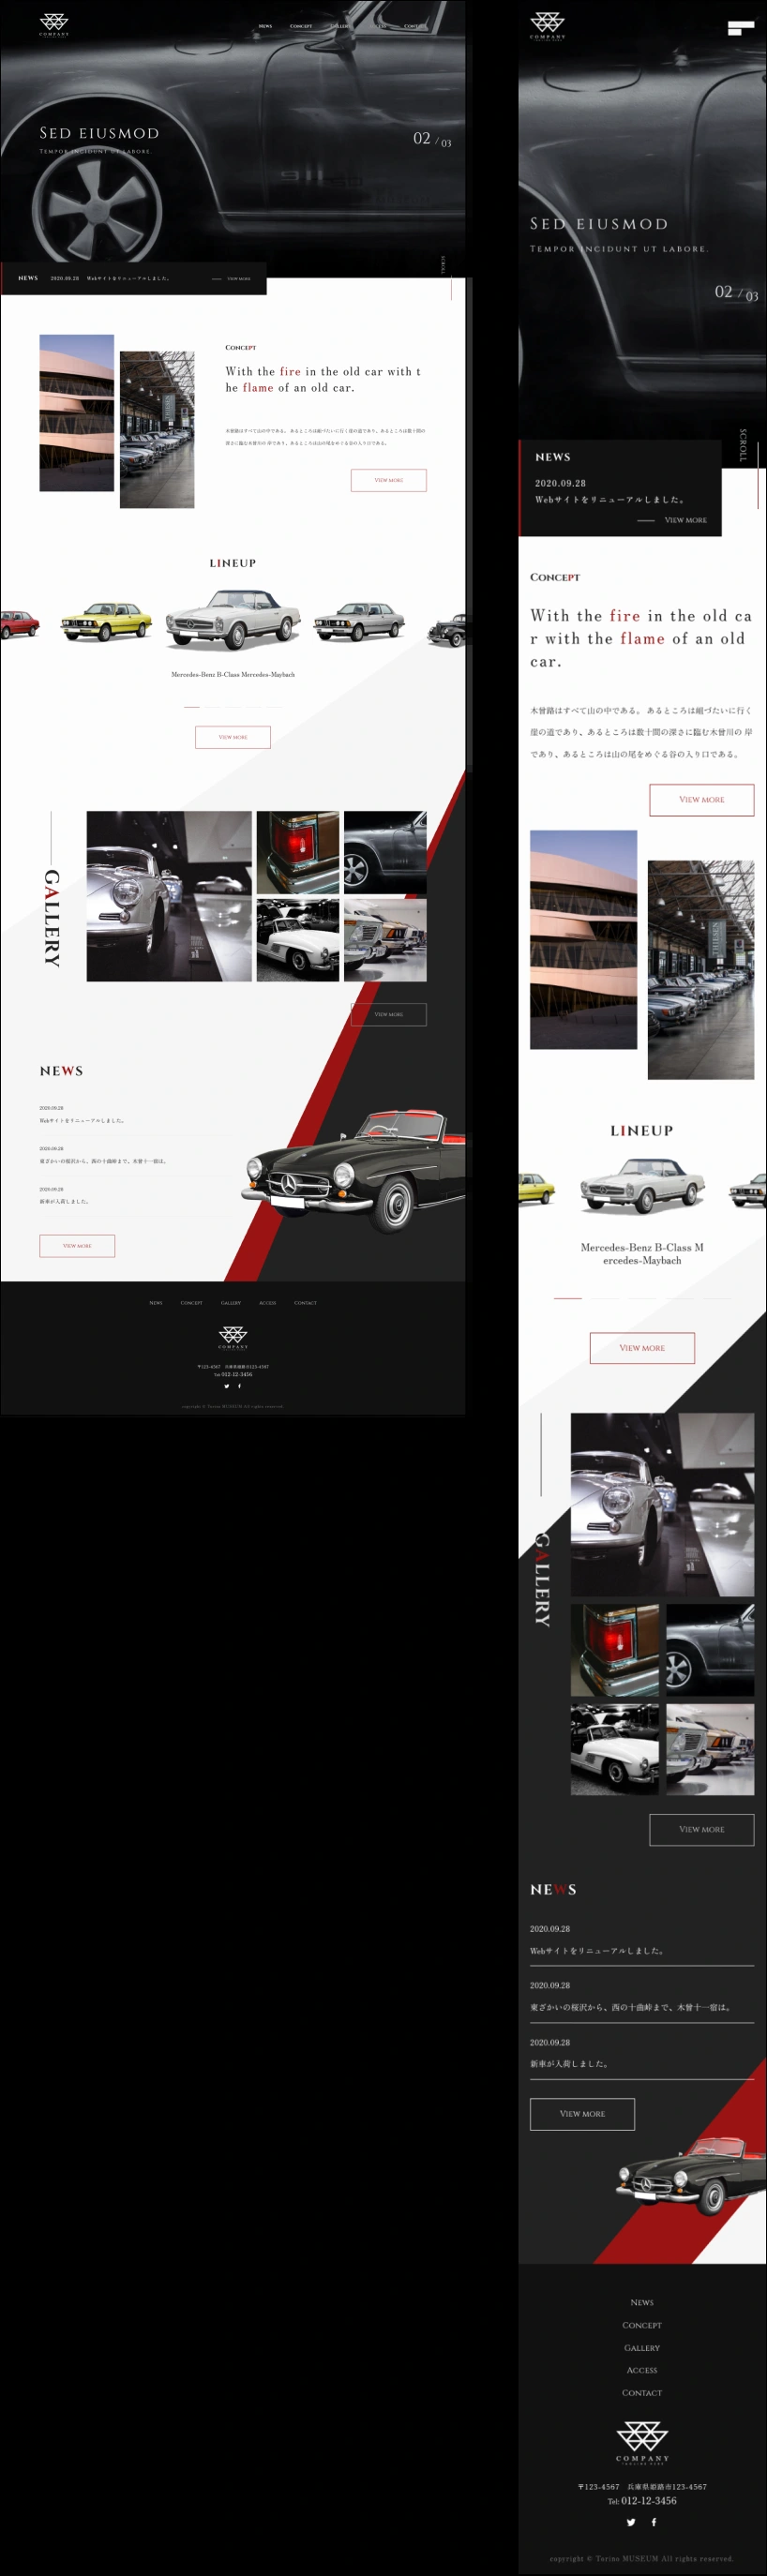 COMPANY
News Concept Gallery Access Contact
Sed eiusmod
Tempor incidunt ut labore.
02 / 03
SCROLL
NEWS 2020.09.28 Webサイトをリニューアルしました。 View more
Concept
With the fire in the old car with t
he flame of an old car.
木曾路はすべて山の中である。 あるところは岨づたいに行く崖の道であり、あるところは数十間の
深さに臨む木曾川の 岸であり、あるところは山の尾をめぐる谷の入り口である。
View more
LINEUP
Mercedes-Benz B-Class Mercedes-Maybach
View more
GALLERY
View more
NEWS
2020.09.28
Webサイトをリニューアルしました。
2020.09.28
東ざかいの桜沢から、西の十曲峠まで、木曾十一宿は。
2020.09.28
新車が入荷しました。
View more
News Concept Gallery Access Contact
COMPANY
〒123-4567 兵庫県姫路市123-4567
Tel: 012-12-3456
copyright © Torino MUSEUM All rights reserved.
COMPANY
Sed eiusmod
Tempor incidunt ut labore.
02 / 03
SCROLL
NEWS
2020.09.28
Webサイトをリニューアルしました。
View more
Concept
With the fire in the old ca
r with the flame of an old
car.
木曾路はすべて山の中である。 あるところは岨づたいに行く
崖の道であり、あるところは数十間の深さに臨む木曾川の 岸
であり、あるところは山の尾をめぐる谷の入り口である。
View more
LINEUP
Mercedes-Benz B-Class M
ercedes-Maybach
View more
GALLERY
View more
NEWS
2020.09.28
Webサイトをリニューアルしました。
2020.09.28
東ざかいの桜沢から、西の十曲峠まで、木曾十一宿は。
2020.09.28
新車が入荷しました。
View more
News
Concept
Gallery
Access
Contact
COMPANY
〒123-4567 兵庫県姫路市123-4567
Tel: 012-12-3456
copyright © Torino MUSEUM All rights reserved.